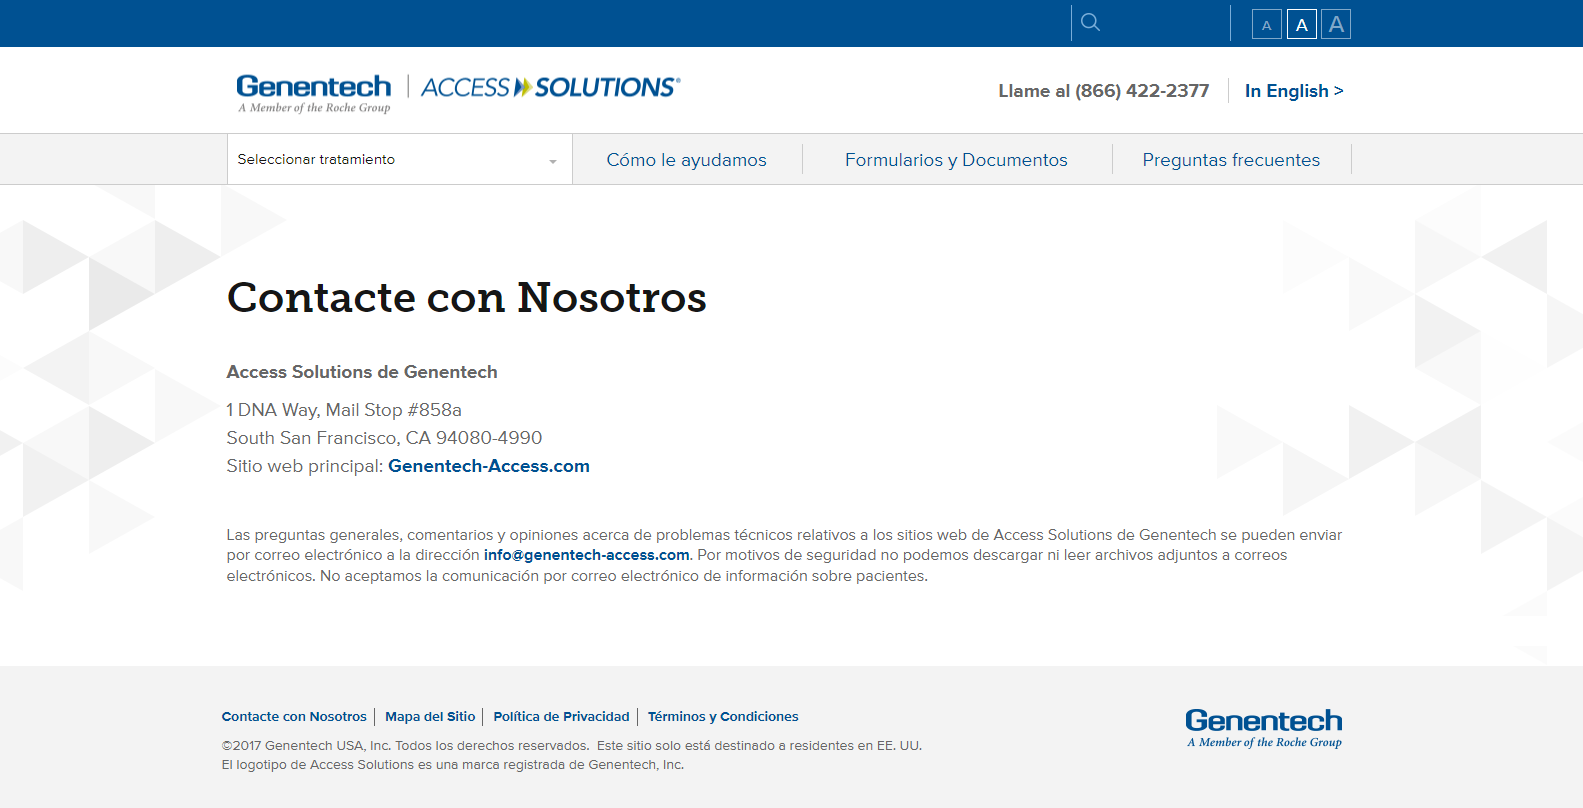 A A A
Genentech | ACCESS SOLUTIONS®
A Member of the Roche Group
Llame al (866) 422-2377
In English >
Seleccionar tratamiento
Cómo le ayudamos
Formularios y Documentos
Preguntas frecuentes
Contacte con Nosotros
Access Solutions de Genentech
1 DNA Way, Mail Stop #858a
South San Francisco, CA 94080-4990
Sitio web principal: Genentech-Access.com
Las preguntas generales, comentarios y opiniones acerca de problemas técnicos relativos a los sitios web de Access Solutions de Genentech se pueden enviar
por correo electrónico a la dirección info@genentech-access.com. Por motivos de seguridad no podemos descargar ni leer archivos adjuntos a correos
electrónicos. No aceptamos la comunicación por correo electrónico de información sobre pacientes.
Contacte con Nosotros | Mapa del Sitio | Política de Privacidad | Términos y Condiciones
©2017 Genentech USA, Inc. Todos los derechos reservados. Este sitio solo está destinado a residentes en EE. UU.
El logotipo de Access Solutions es una marca registrada de Genentech, Inc.
Genentech
A Member of the Roche Group